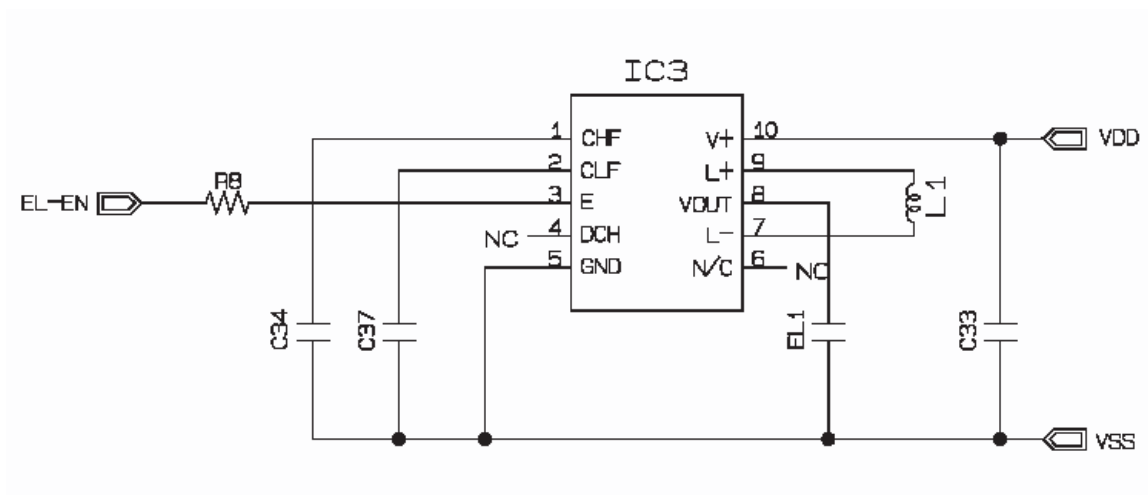 IC3
1 CHF V+ 10 VDD
2 CLF L+ 9
EL-EN R8 3 E VOUT 8 L1
NC 4 DCH L- 7
5 GND N/C 6 NC
C34 C37 EL1 C33
VSS